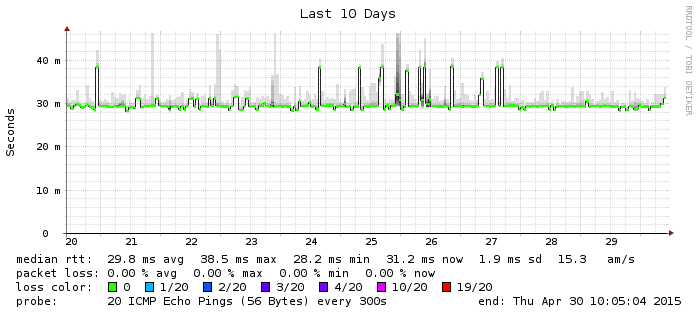 Last 10 Days
RRDTOOL / TOBI OETIKER
Seconds
40 m
30 m
20 m
10 m
0
20 21 22 23 24 25 26 27 28 29
median rtt: 29.8 ms avg 38.5 ms max 28.2 ms min 31.2 ms now 1.9 ms sd 15.3 am/s
packet loss: 0.00 % avg 0.00 % max 0.00 % min 0.00 % now
loss color: 0 1/20 2/20 3/20 4/20 10/20 19/20
probe: 20 ICMP Echo Pings (56 Bytes) every 300s end: Thu Apr 30 10:05:04 2015